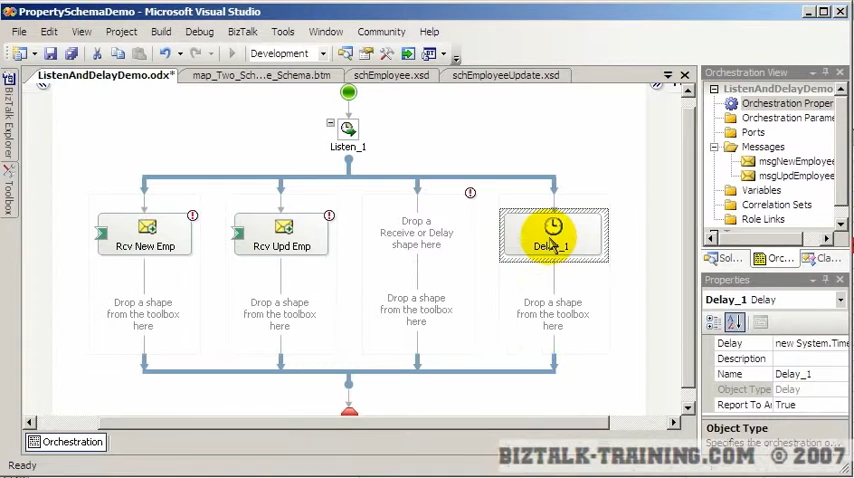 PropertySchemaDemo - Microsoft Visual Studio
File Edit View Project Build Debug BizTalk Tools Window Community Help
Development
ListenAndDelayDemo.odx* map_Two_Sch...e_Schema.btm schEmployee.xsd schEmployeeUpdate.xsd
BizTalk Explorer
Toolbox
Listen_1
Rcv New Emp
Rcv Upd Emp
Drop a
Receive or Delay
shape here
Delay_1
Drop a shape
from the toolbox
here
Drop a shape
from the toolbox
here
Drop a shape
from the toolbox
here
Drop a shape
from the toolbox
here
Orchestration
Ready
Orchestration View
ListenAndDelayDemo
Orchestration Proper
Orchestration Parame
Ports
Messages
msgNewEmployee
msgUpdEmployee
Variables
Correlation Sets
Role Links
Sol... Orc... Cla...
Properties
Delay_1 Delay
Delay new System.Time
Description
Name Delay_1
Object Type Delay
Report To An True
Object Type
Specifies the orchestration o
BIZTALK-TRAINING.COM © 2007